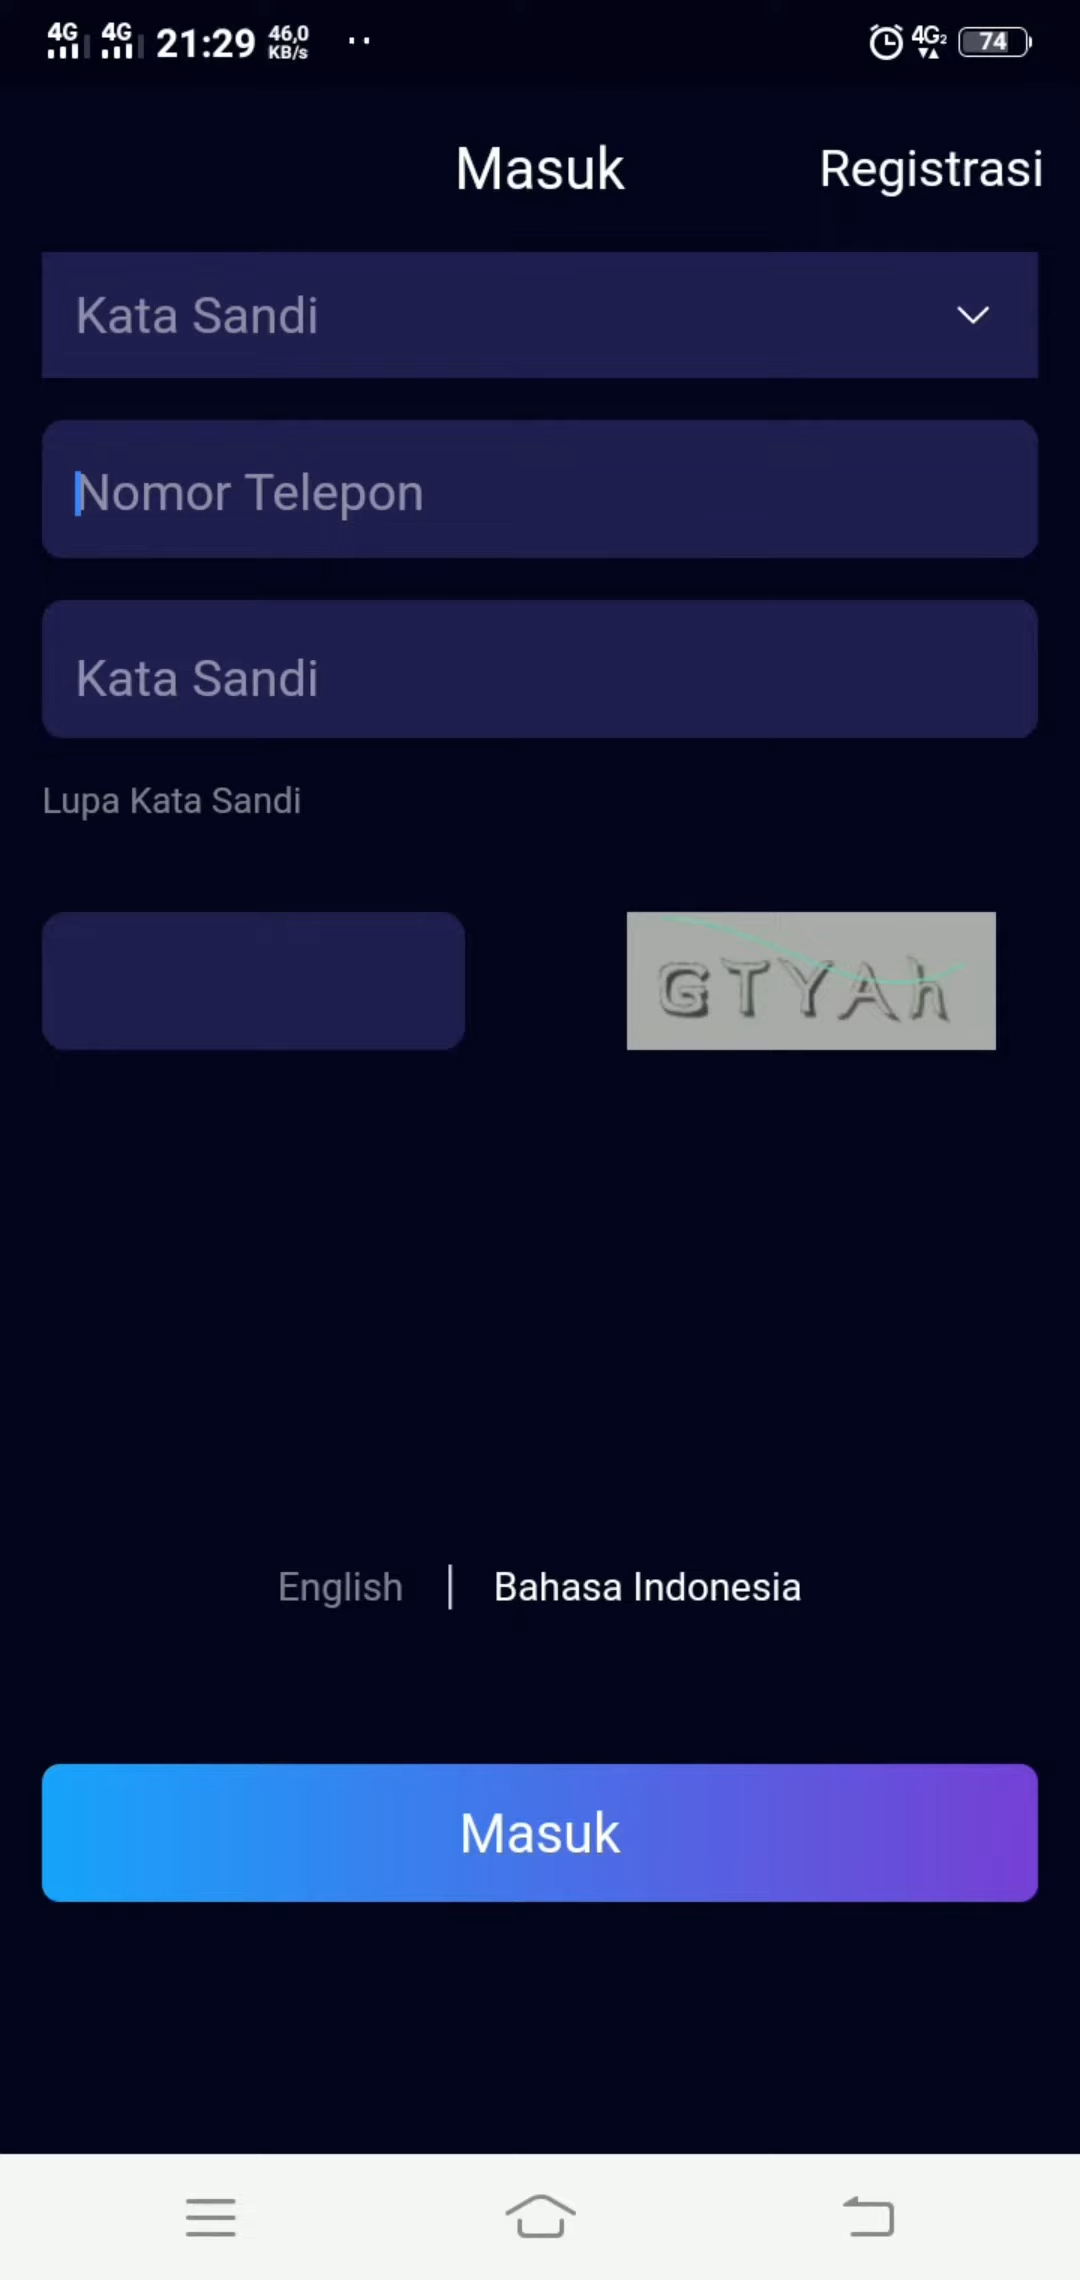 4G 4G 21:29 46,0 KB/s 4G2 74
Masuk Registrasi
Kata Sandi
Nomor Telepon
Kata Sandi
Lupa Kata Sandi
GTYAh
English | Bahasa Indonesia
Masuk